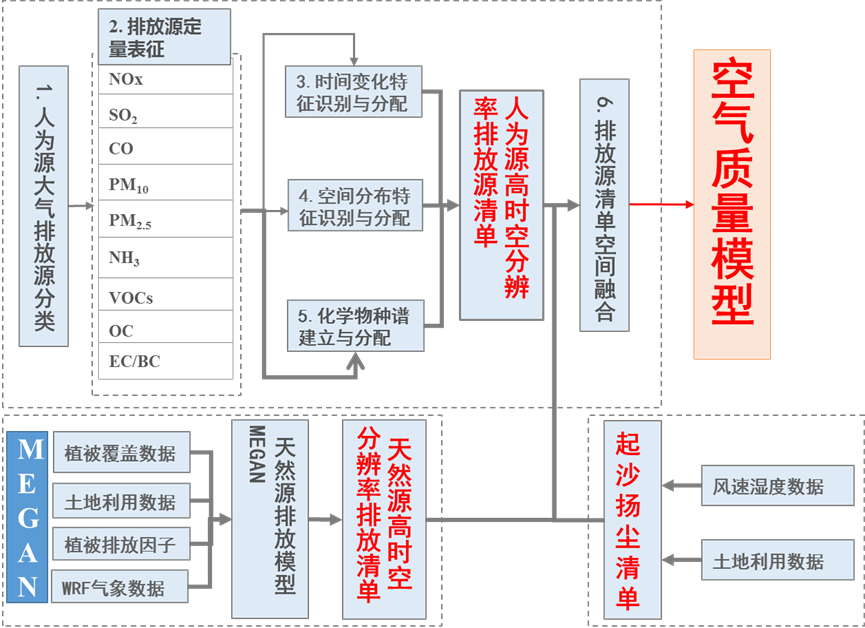 1. 人为源大气排放源分类
2. 排放源定
量表征
NOx
SO2
CO
PM10
PM2.5
NH3
VOCs
OC
EC/BC
3. 时间变化特
征识别与分配
4. 空间分布特
征识别与分配
5. 化学物种谱
建立与分配
人为源高时空分辨
率排放源清单
6. 排放源清单空间融合
空气质量模型
MEGAN
植被覆盖数据
土地利用数据
植被排放因子
WRF气象数据
天然源排放模型
MEGAN
天然源高时空
分辨率排放清单
起沙扬尘清单
风速湿度数据
土地利用数据